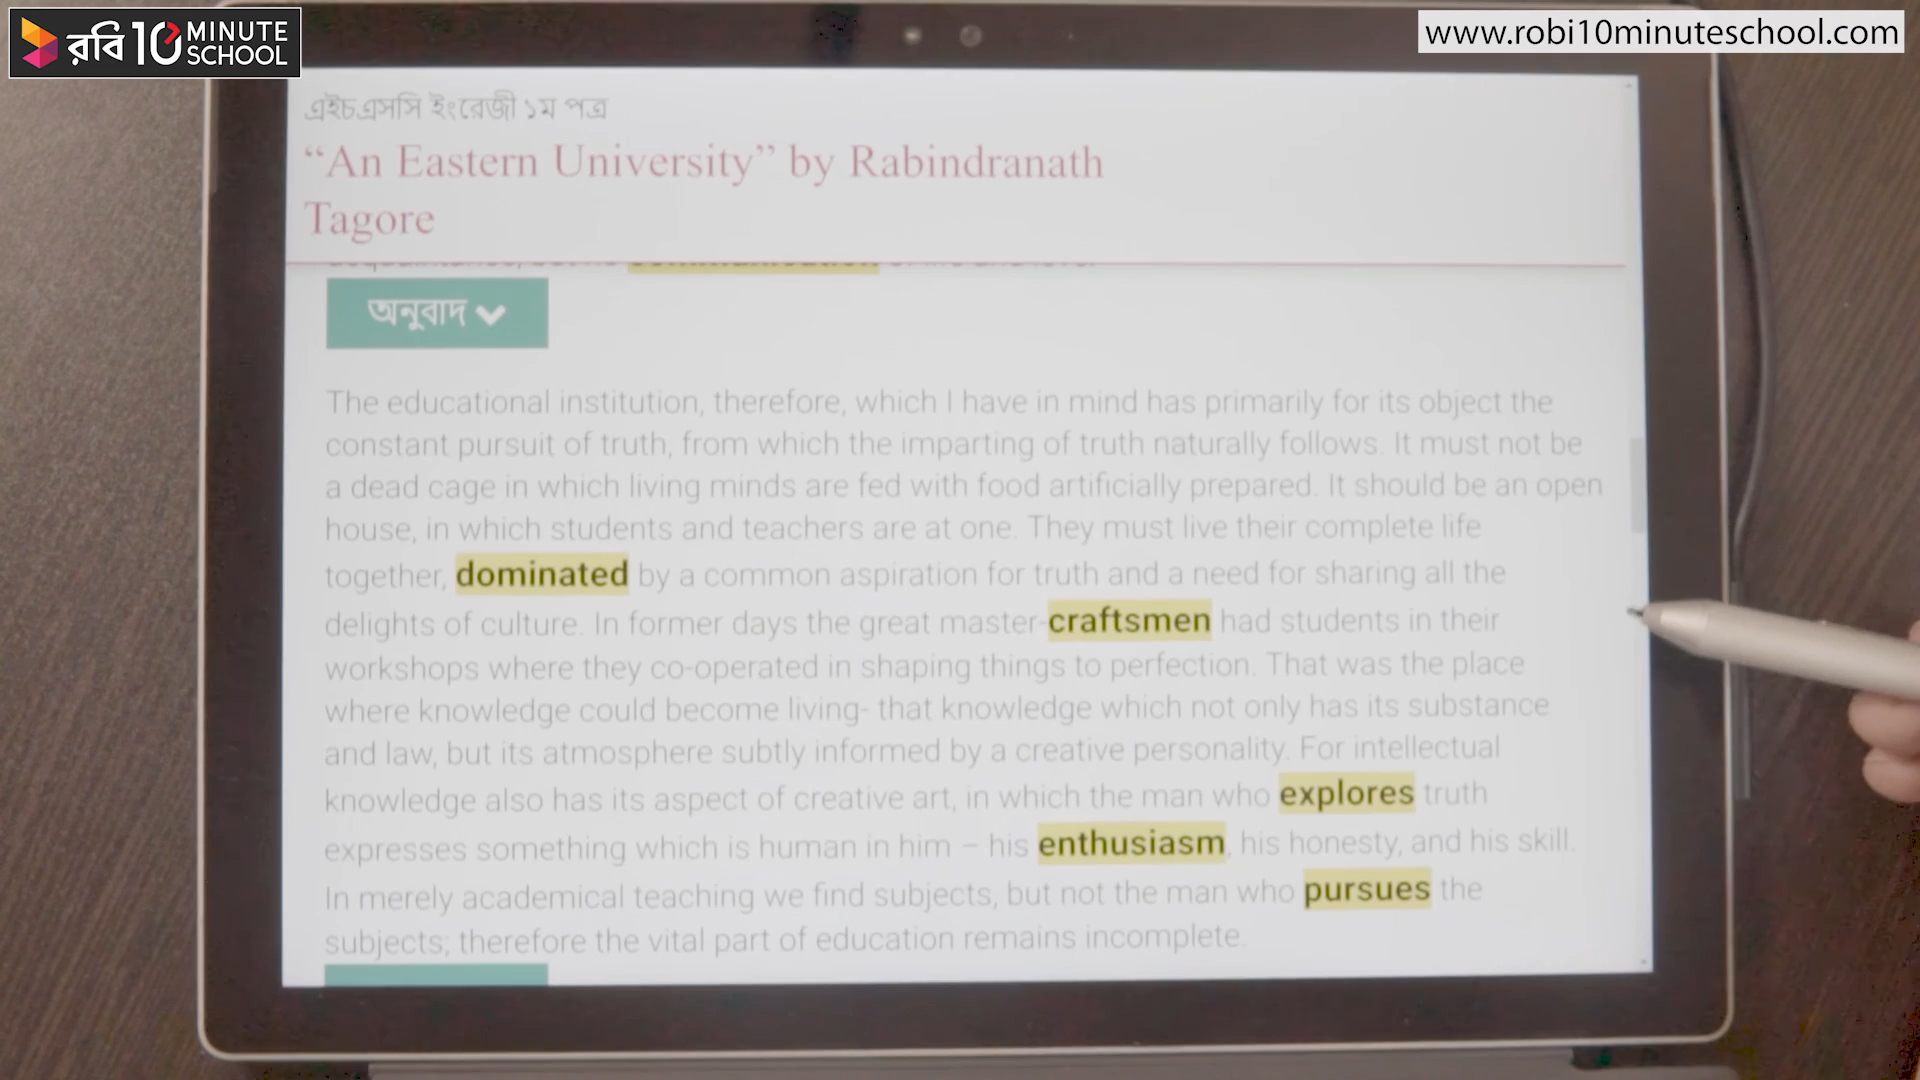 রবি 10 MINUTE SCHOOL
www.robi10minuteschool.com
এইচএসসি ইংরেজী ১ম পত্র
“An Eastern University” by Rabindranath
Tagore
অনুবাদ
The educational institution, therefore, which I have in mind has primarily for its object the
constant pursuit of truth, from which the imparting of truth naturally follows. It must not be
a dead cage in which living minds are fed with food artificially prepared. It should be an open
house, in which students and teachers are at one. They must live their complete life
together, dominated by a common aspiration for truth and a need for sharing all the
delights of culture. In former days the great master-craftsmen had students in their
workshops where they co-operated in shaping things to perfection. That was the place
where knowledge could become living- that knowledge which not only has its substance
and law, but its atmosphere subtly informed by a creative personality. For intellectual
knowledge also has its aspect of creative art, in which the man who explores truth
expresses something which is human in him – his enthusiasm, his honesty, and his skill.
In merely academical teaching we find subjects, but not the man who pursues the
subjects; therefore the vital part of education remains incomplete.